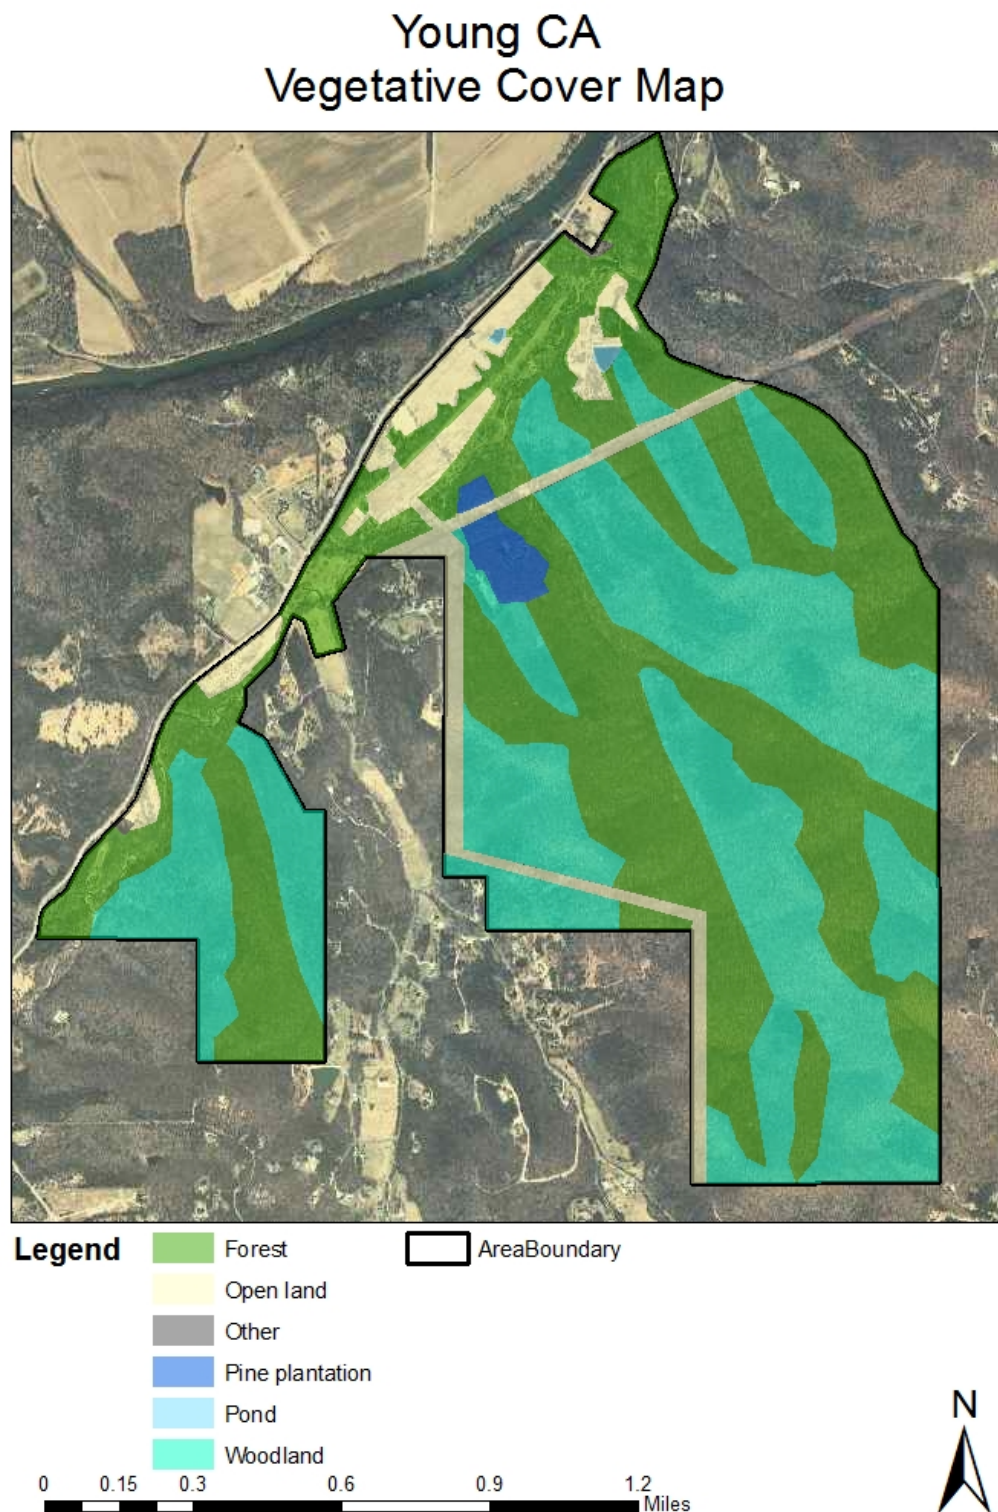 Young CA
Vegetative Cover Map
Legend
Forest
AreaBoundary
Open land
Other
Pine plantation
Pond
Woodland
N
0 0.15 0.3 0.6 0.9 1.2
Miles